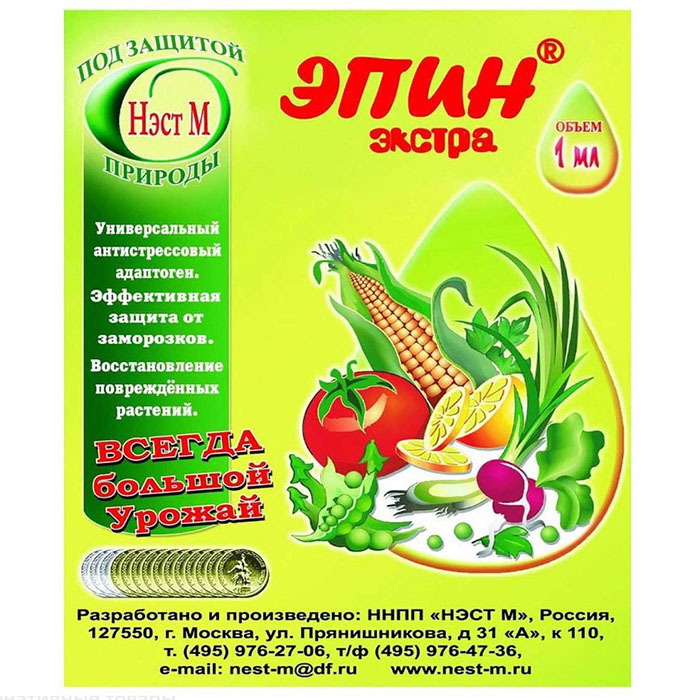 ПОД ЗАЩИТОЙ
Нэст М
ПРИРОДЫ
ЭПИН®
экстра
ОБЪЕМ
1 мл
Универсальный
антистрессовый
адаптоген.
Эффективная
защита от
заморозков.
Восстановление
повреждённых
растений.
ВСЕГДА
большой
Урожай
Разработано и произведено: ННПП «НЭСТ М», Россия,
127550, г. Москва, ул. Прянишникова, д 31 «А», к 110,
т. (495) 976-27-06, т/ф (495) 976-47-36,
e-mail: nest-m@df.ru www.nest-m.ru